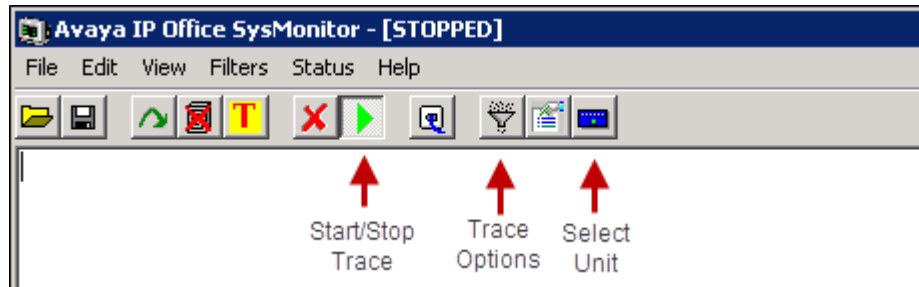 Avaya IP Office SysMonitor - [STOPPED]
File Edit View Filters Status Help
T
Start/Stop Trace Select
Trace Options Unit